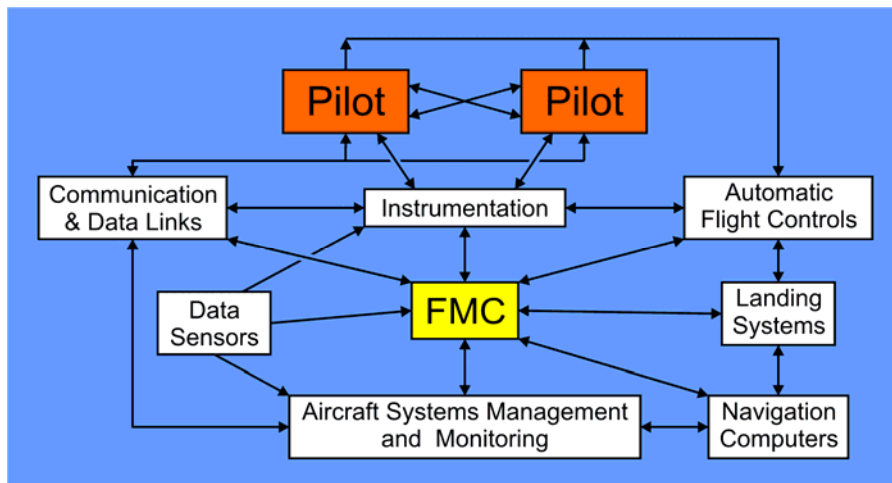 Pilot
Pilot
Communication
& Data Links
Instrumentation
Automatic
Flight Controls
Data
Sensors
FMC
Landing
Systems
Aircraft Systems Management
and Monitoring
Navigation
Computers